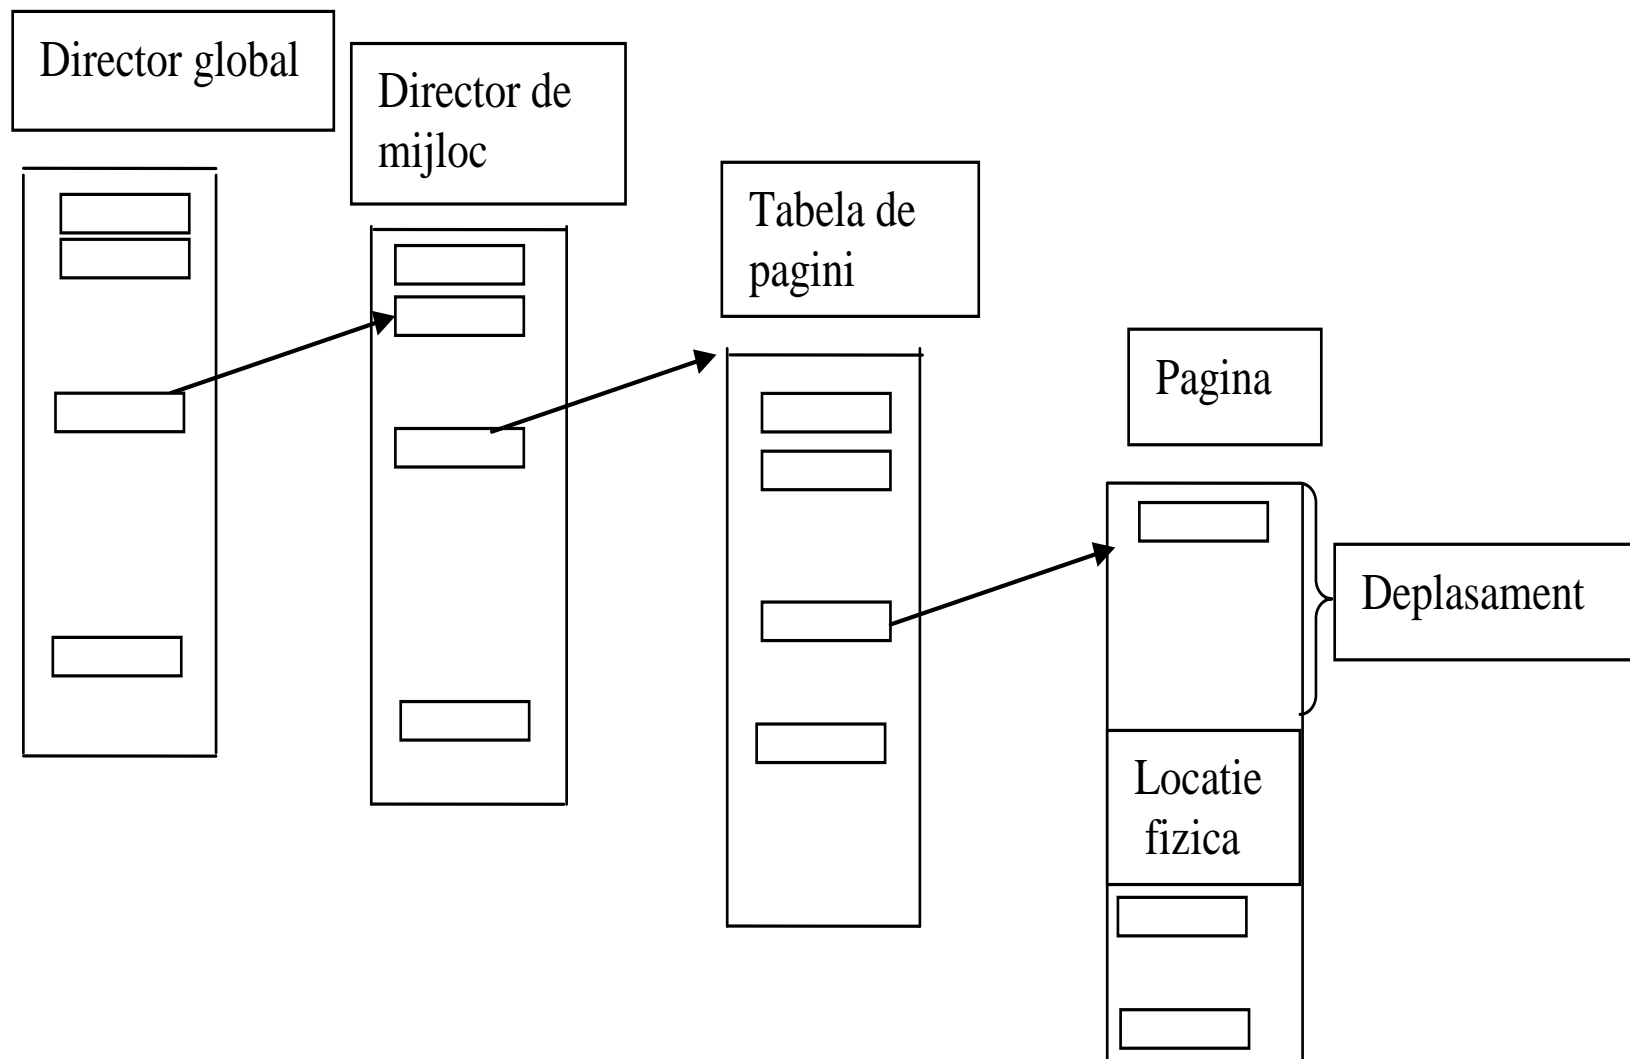 Director global
Director de
mijloc
Tabela de
pagini
Pagina
Deplasament
Locatie
fizica